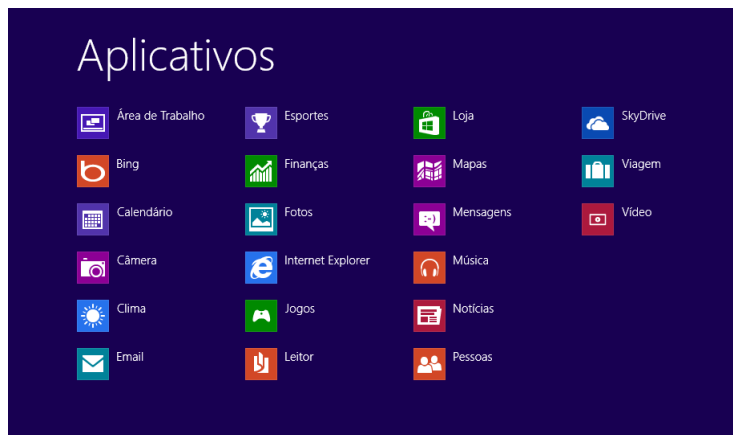 Aplicativos
Área de Trabalho
Bing
Calendário
Câmera
Clima
Email
Esportes
Finanças
Fotos
Internet Explorer
Jogos
Leitor
Loja
Mapas
Mensagens
Música
Notícias
Pessoas
SkyDrive
Viagem
Vídeo